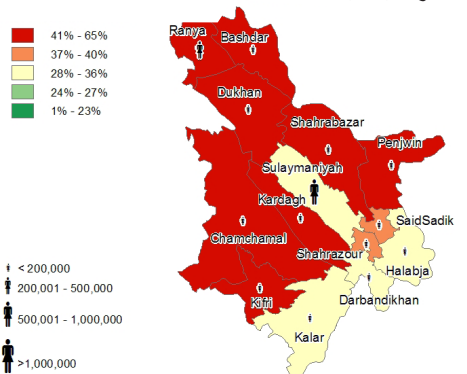 41% - 65%
37% - 40%
28% - 36%
24% - 27%
1% - 23%
Ranya
Bashdar
Dukhan
Shahrabazar
Penjwin
Sulaymaniyah
Kardagh
SaidSadik
Chamchamal
Shahrazour
Halabja
Darbandikhan
Kifri
Kalar
< 200,000
200,001 - 500,000
500,001 - 1,000,000
>1,000,000